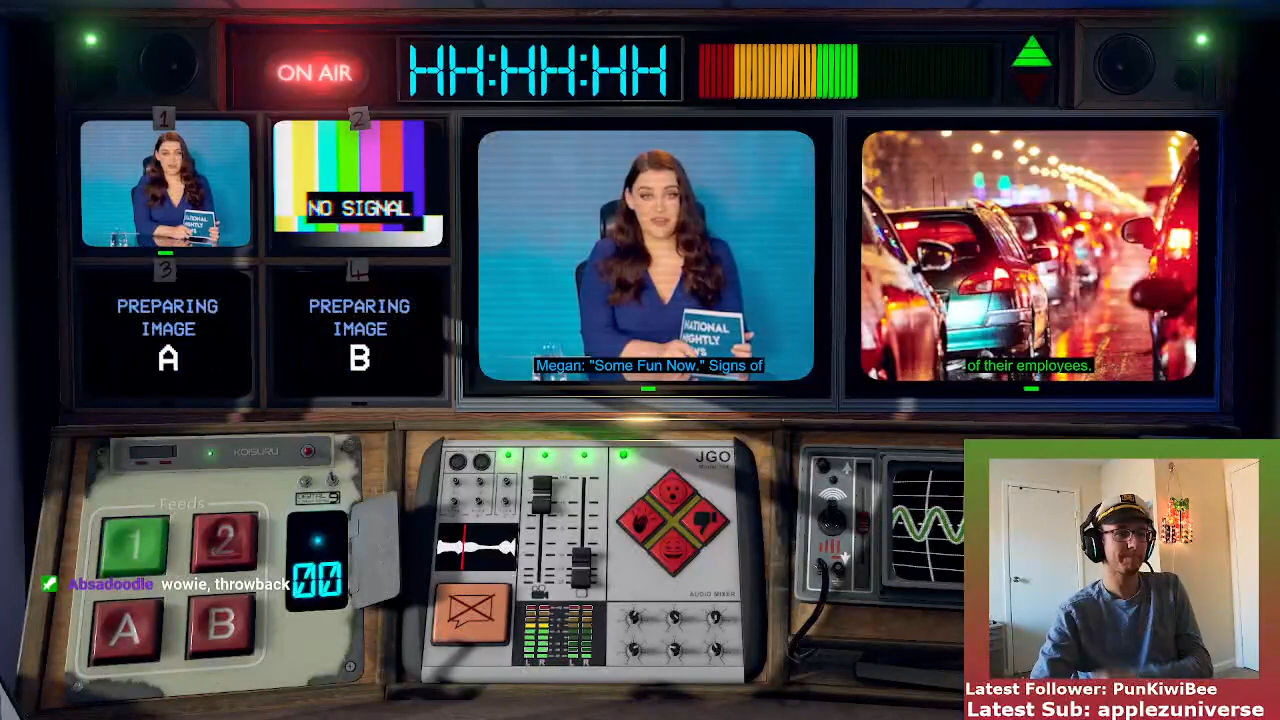 ON AIR
HH:HH:HH
1
2
NO SIGNAL
3
4
PREPARING
IMAGE
A
PREPARING
IMAGE
B
NATIONAL
NIGHTLY
Megan: "Some Fun Now." Signs of
of their employees.
KOISURU
Feeds
1
2
A
B
00
JGO
AUDIO MIXER
L R L R
Absadoodle wowie, throwback
Latest Follower: PunKiwiBee
Latest Sub: applezuniverse